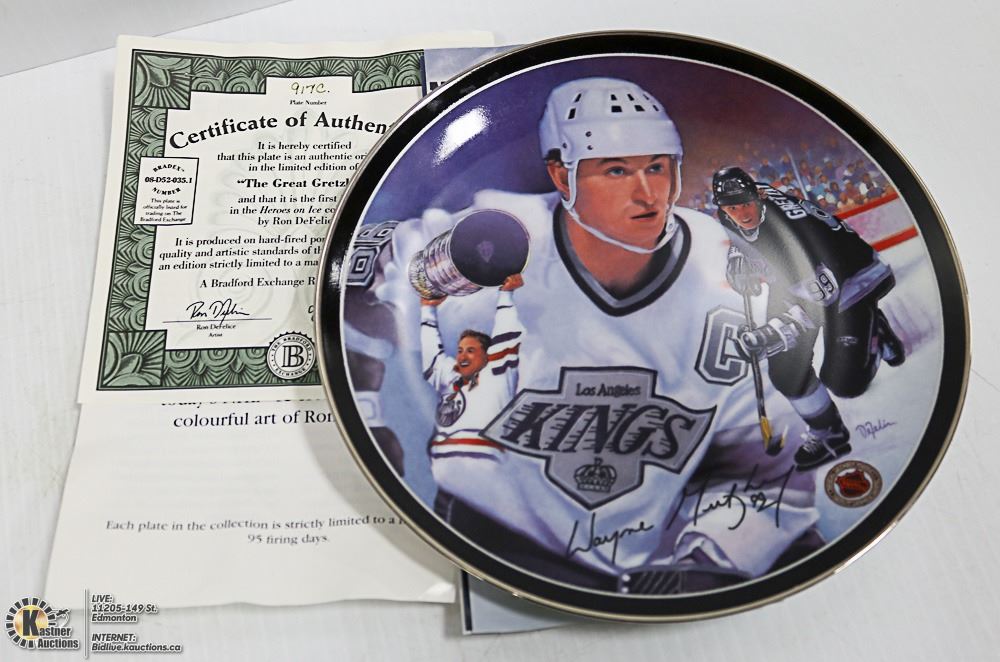 917C.
Plate Number
Certificate of Authen
It is hereby certified
that this plate is an authentic ori
in the limited edition of
"The Great Gretz
and that it is the first
in the Heroes on Ice co
by Ron DeFelice
BRADEX
08-D52-035.1
NUMBER
This plate is
officially listed for
trading on The
Bradford Exchange
It is produced on hard-fired por
quality and artistic standards of th
an edition strictly limited to a ma
A Bradford Exchange R
Ron DeFelice
Ron DeFelice
Artist
THE BRADFORD
B
EXCHANGE
colourful art of Ron
Each plate in the collection is strictly limited to a
95 firing days.
C
99
Los Angeles
KINGS
DeFelice
Wayne Gretzky
99
LIVE:
11205-149 St.
Edmonton
INTERNET:
Bidlive.kauctions.ca
Kastner
Auctions